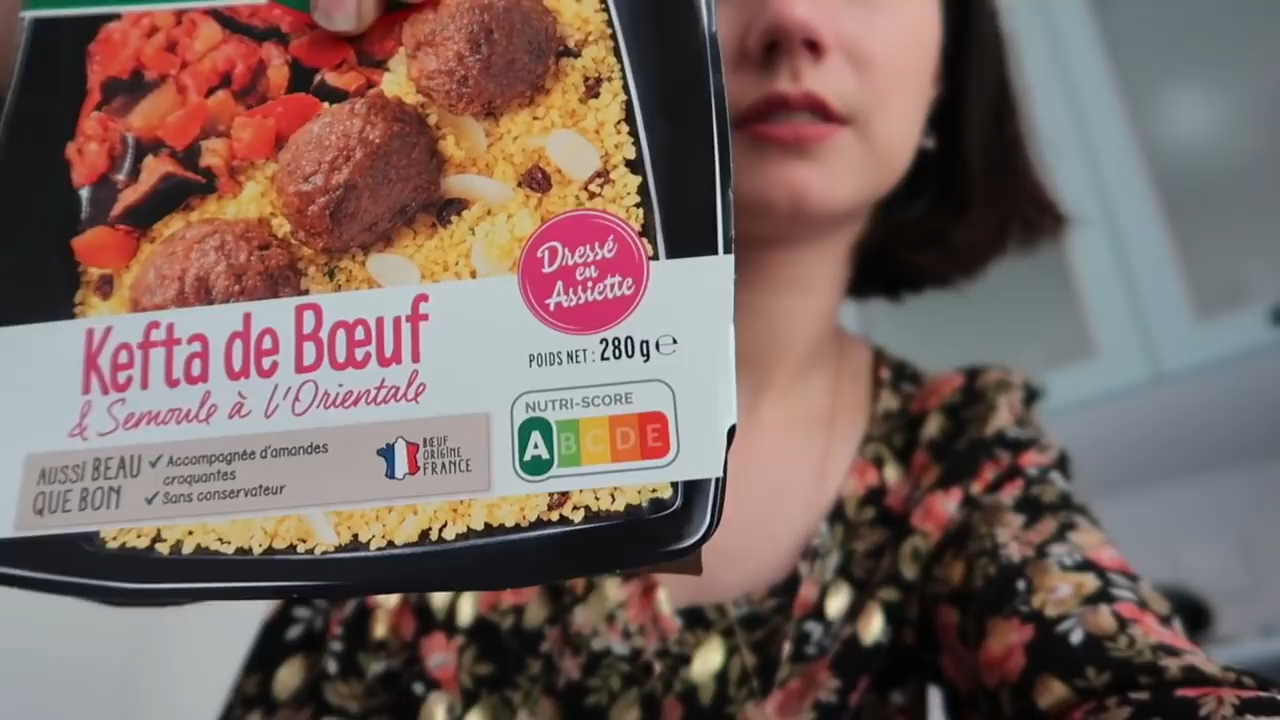 Dressé
en
Assiette
Kefta de Bœuf
& Semoule à l'Orientale
POIDS NET : 280 g ℮
NUTRI-SCORE
A B C D E
AUSSI BEAU
QUE BON
✓ Accompagnée d'amandes
croquantes
✓ Sans conservateur
BŒUF
ORIGINE
FRANCE